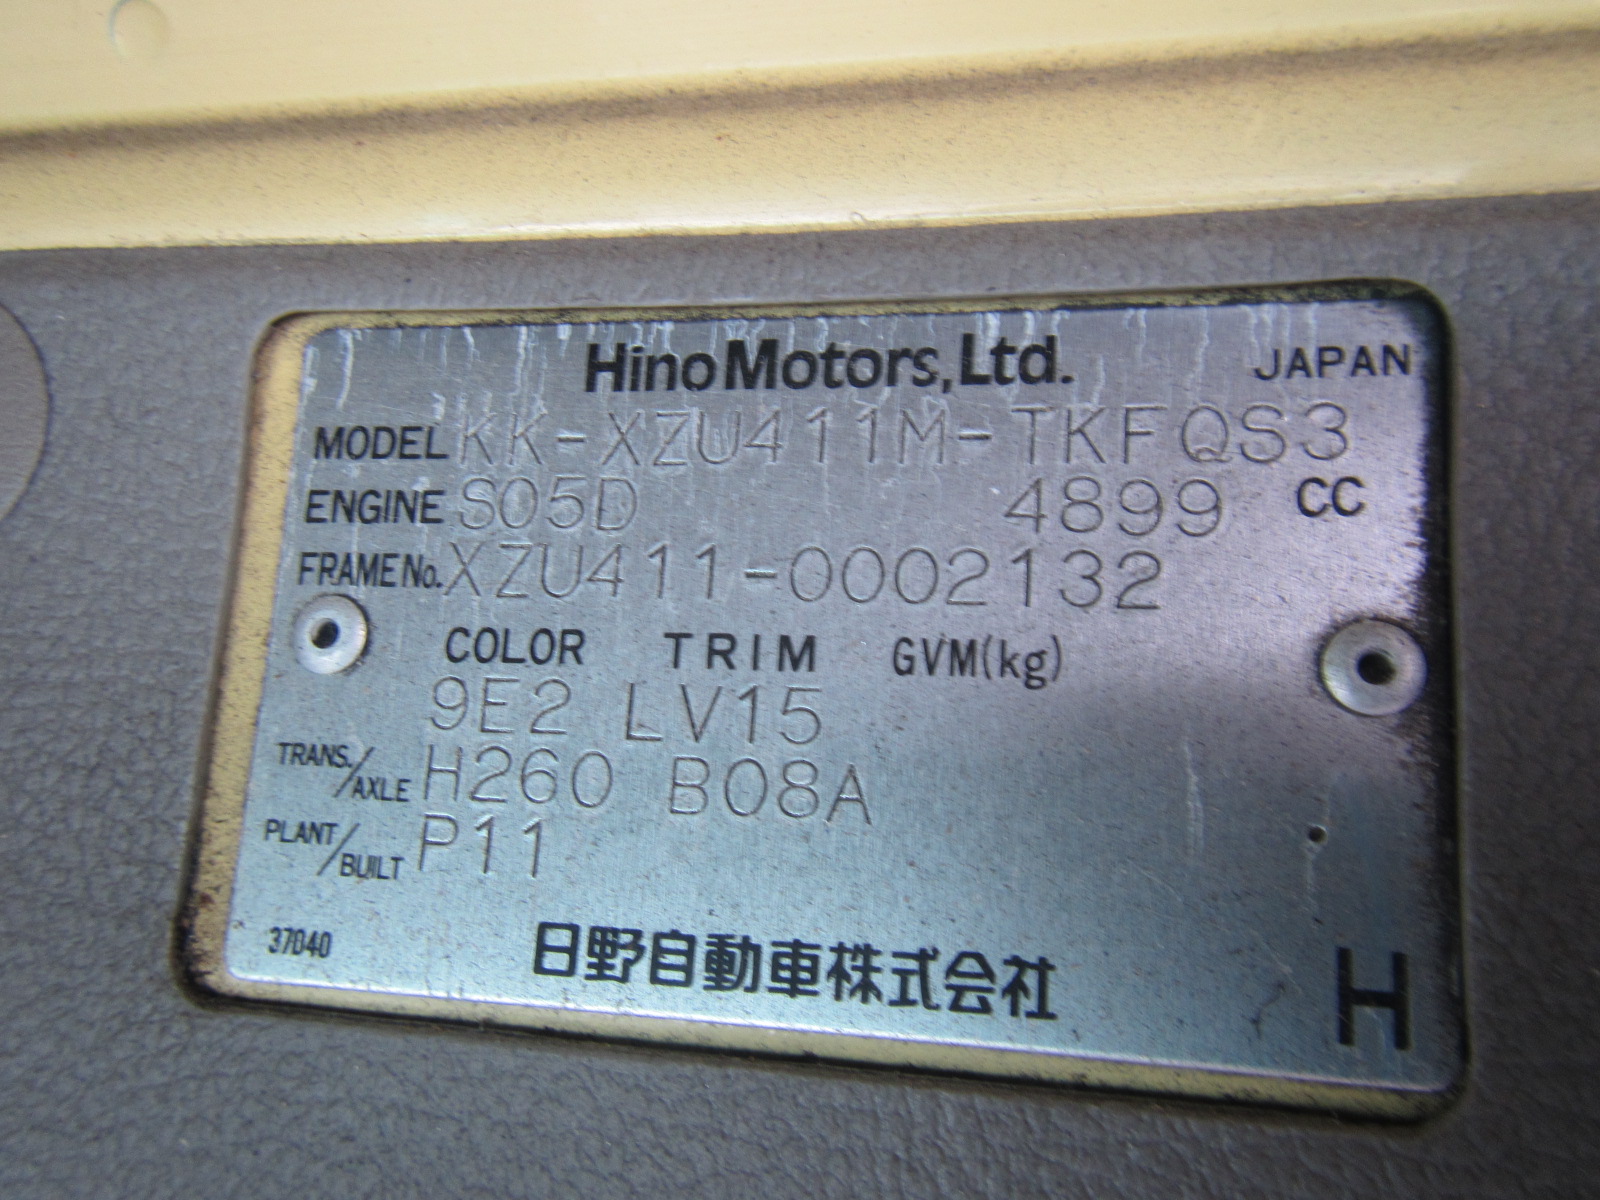 Hino Motors, Ltd. JAPAN
MODEL KK-XZU411M-TKFQS3
ENGINE S05D 4899 CC
FRAME No. XZU411-0002132
COLOR TRIM GVM(kg)
9E2 LV15
TRANS./AXLE H260 B08A
PLANT/BUILT P11
37040
日野自動車株式会社
H